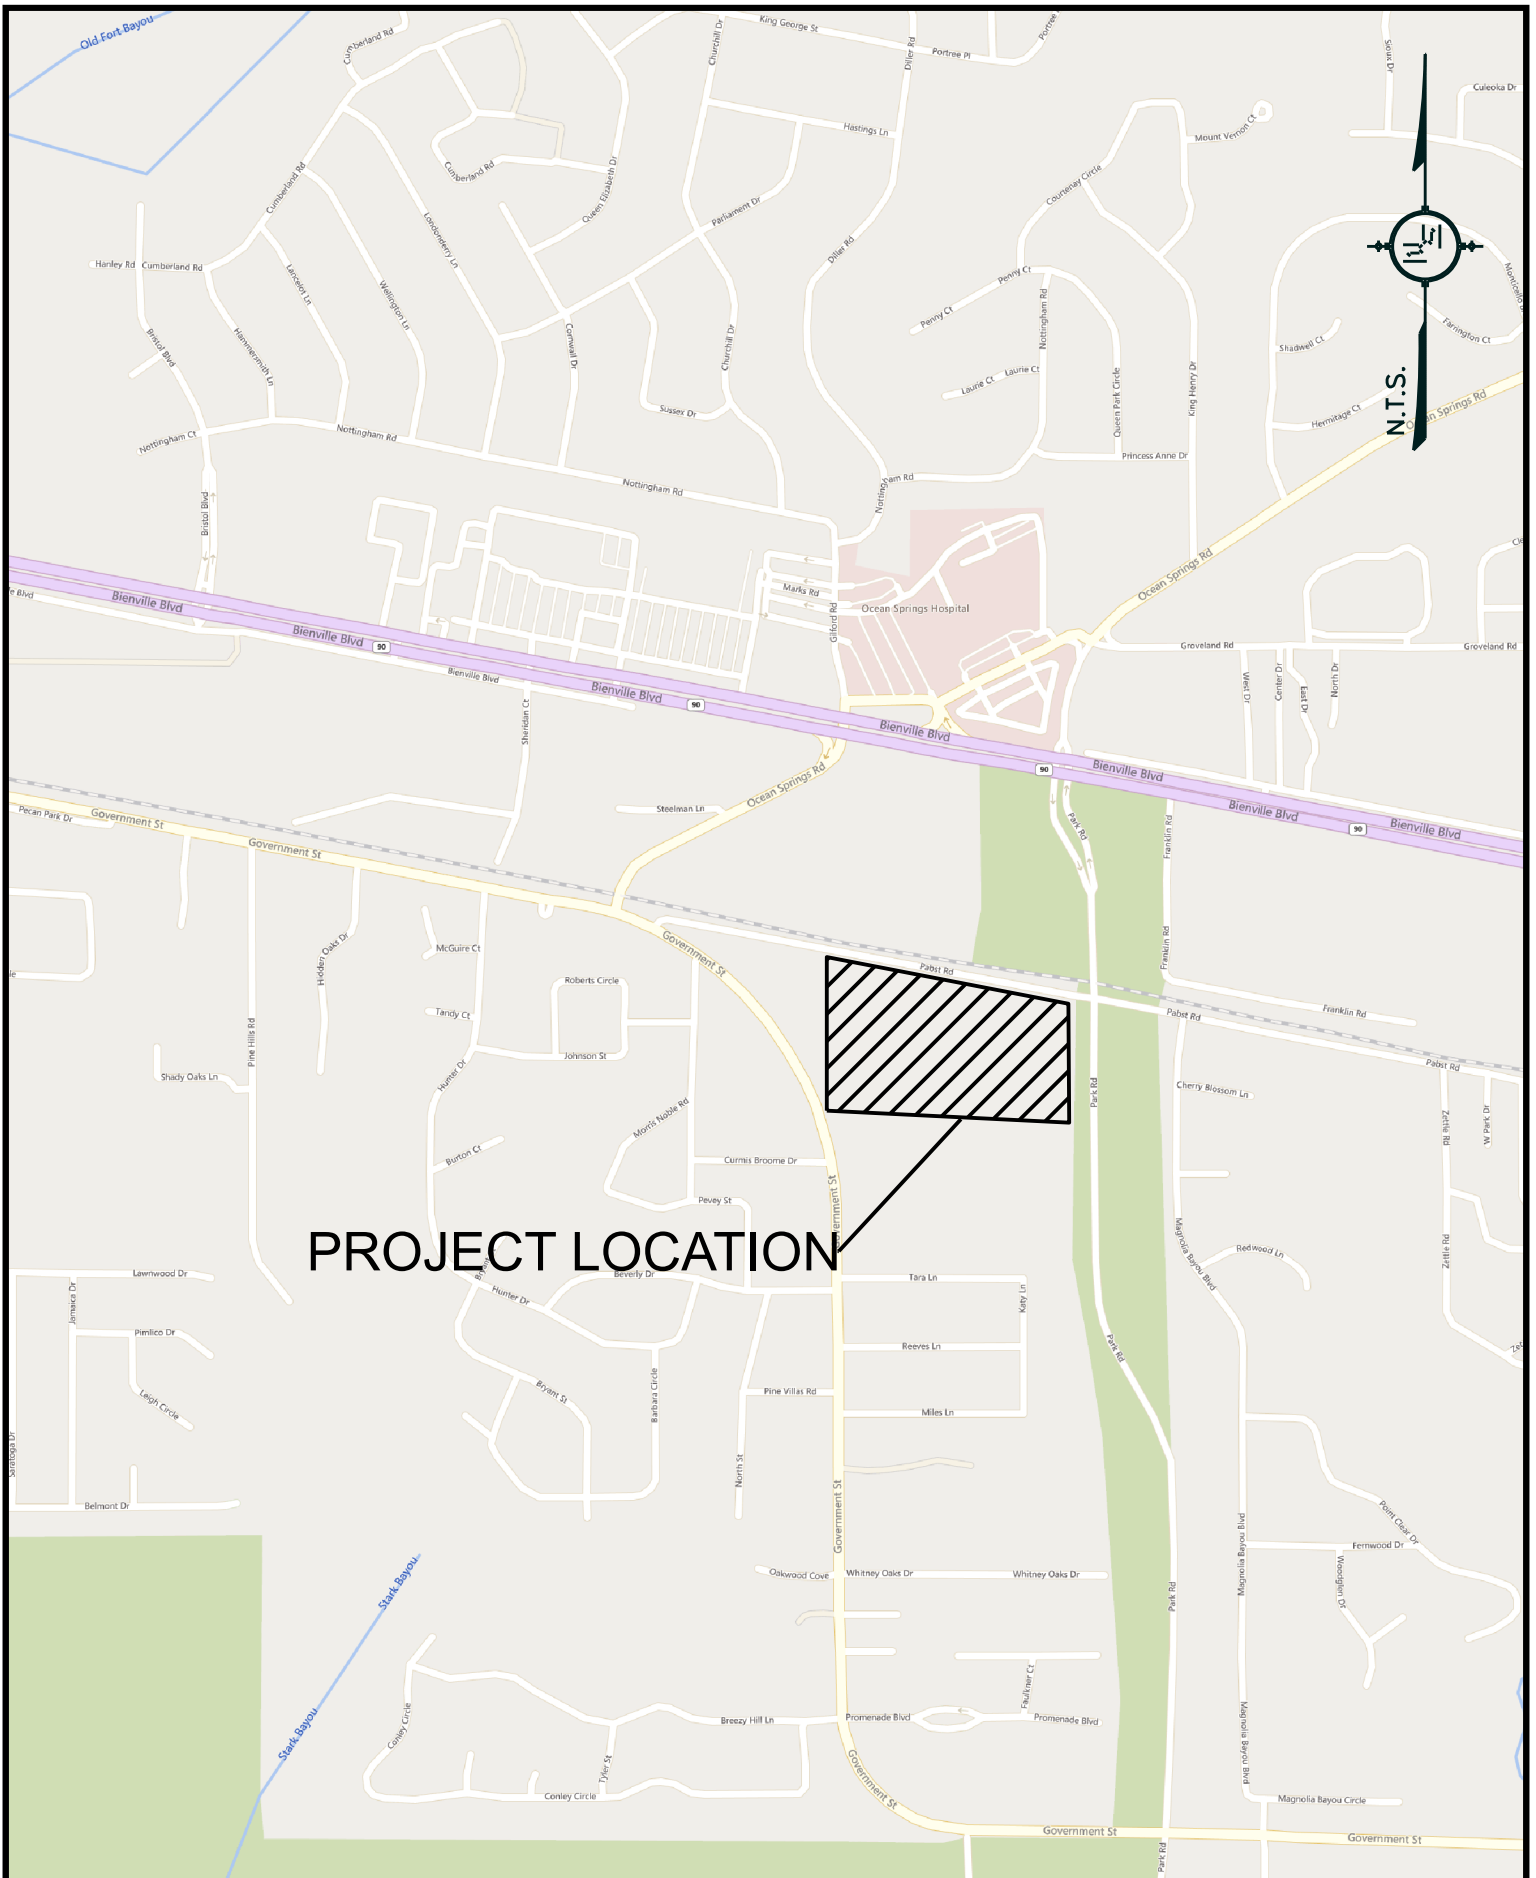 Old Fort Bayou
Cumberland Rd
Churchill Dr
King George St
Diller Rd
Portree Pl
Portree
Sioux Dr
Culeoka Dr
Hastings Ln
Mount Vernon Ct
Cumberland Rd
Cumberland Rd
Queen Elizabeth Dr
Courtenay Circle
Londonderry Ln
Parliament Dr
Diller Rd
Hanley Rd
Cumberland Rd
Lancelot Ln
Wellington Ln
Penny Ct
Penny Ct
Nottingham Rd
Monticello
Farrington Ct
Shadwell Ct
Bristol Blvd
Hammersmith Ln
Cornwall Dr
Churchill Dr
Laurie Ct
Laurie Ct
Queen Park Circle
King Henry Dr
N.T.S.
Ocean Springs Rd
Hermitage Ct
Sussex Dr
Nottingham Ct
Nottingham Rd
Princess Anne Dr
Nottingham Rd
Nottingham Rd
Bristol Blvd
Ocean Springs Rd
Marks Rd
Gilford Rd
Ocean Springs Hospital
Bienville Blvd
Bienville Blvd
90
Groveland Rd
Groveland Rd
Bienville Blvd
Bienville Blvd
90
West Dr
Center Dr
East Dr
North Dr
Sheridan Ct
Bienville Blvd
90
Bienville Blvd
Ocean Springs Rd
Bienville Blvd
90
Bienville Blvd
Steelman Ln
Park Rd
Franklin Rd
Pecan Park Dr
Government St
Government St
McGuire Ct
Hidden Oaks Dr
Government St
Franklin Rd
Pabst Rd
Roberts Circle
Tandy Ct
Pabst Rd
Franklin Rd
Pine Hills Rd
Johnson St
Hunter Dr
Pabst Rd
Shady Oaks Ln
Park Rd
Cherry Blossom Ln
Morris Noble Rd
Zettle Rd
W Park Dr
Burton Ct
Curmis Broome Dr
Pevey St
Government St
Magnolia Bayou Blvd
Redwood Ln
Zettle Rd
PROJECT LOCATION
Lawnwood Dr
Beverly Dr
Tara Ln
Jamaica Dr
Hunter Dr
Katy Ln
Pimlico Dr
Reeves Ln
Park Rd
Leigh Circle
Bryant St
Barbara Circle
Pine Villas Rd
Miles Ln
Saratoga Dr
North St
Belmont Dr
Government St
Point Clear Dr
Magnolia Bayou Blvd
Fernwood Dr
Stark Bayou
Oakwood Cove
Whitney Oaks Dr
Whitney Oaks Dr
Park Rd
Faulkner Ct
Conley Circle
Breezy Hill Ln
Promenade Blvd
Promenade Blvd
Stark Bayou
Tyler St
Magnolia Bayou Blvd
Government St
Conley Circle
Magnolia Bayou Circle
Government St
Government St
Park Rd